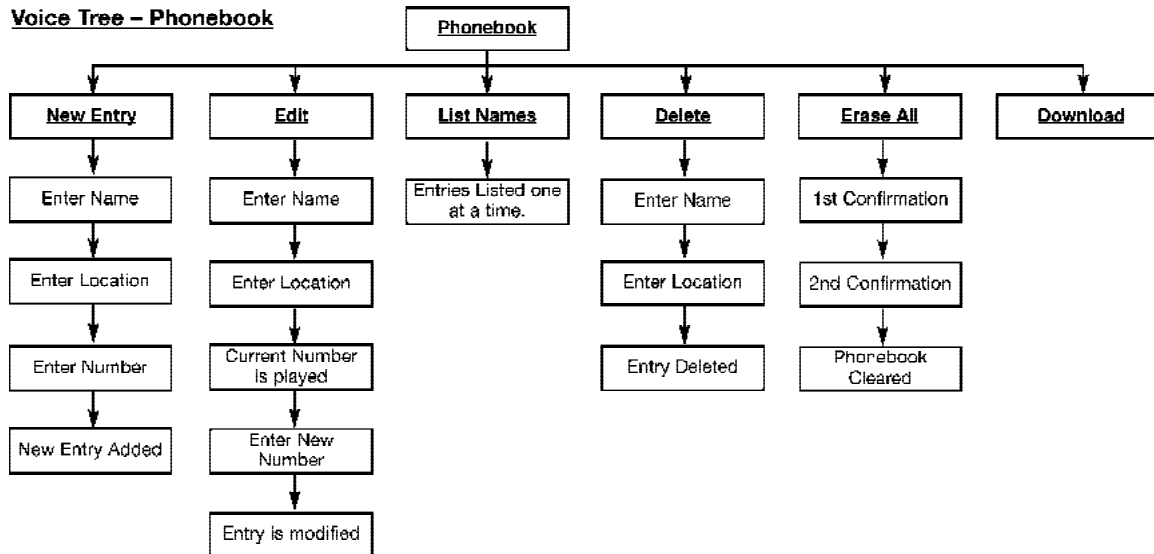 Voice Tree – Phonebook
Phonebook
New Entry
Edit
List Names
Delete
Erase All
Download
Enter Name
Enter Name
Entries Listed one
at a time.
Enter Name
1st Confirmation
Enter Location
Enter Location
Enter Location
2nd Confirmation
Enter Number
Current Number
is played
Entry Deleted
Phonebook
Cleared
New Entry Added
Enter New
Number
Entry is modified